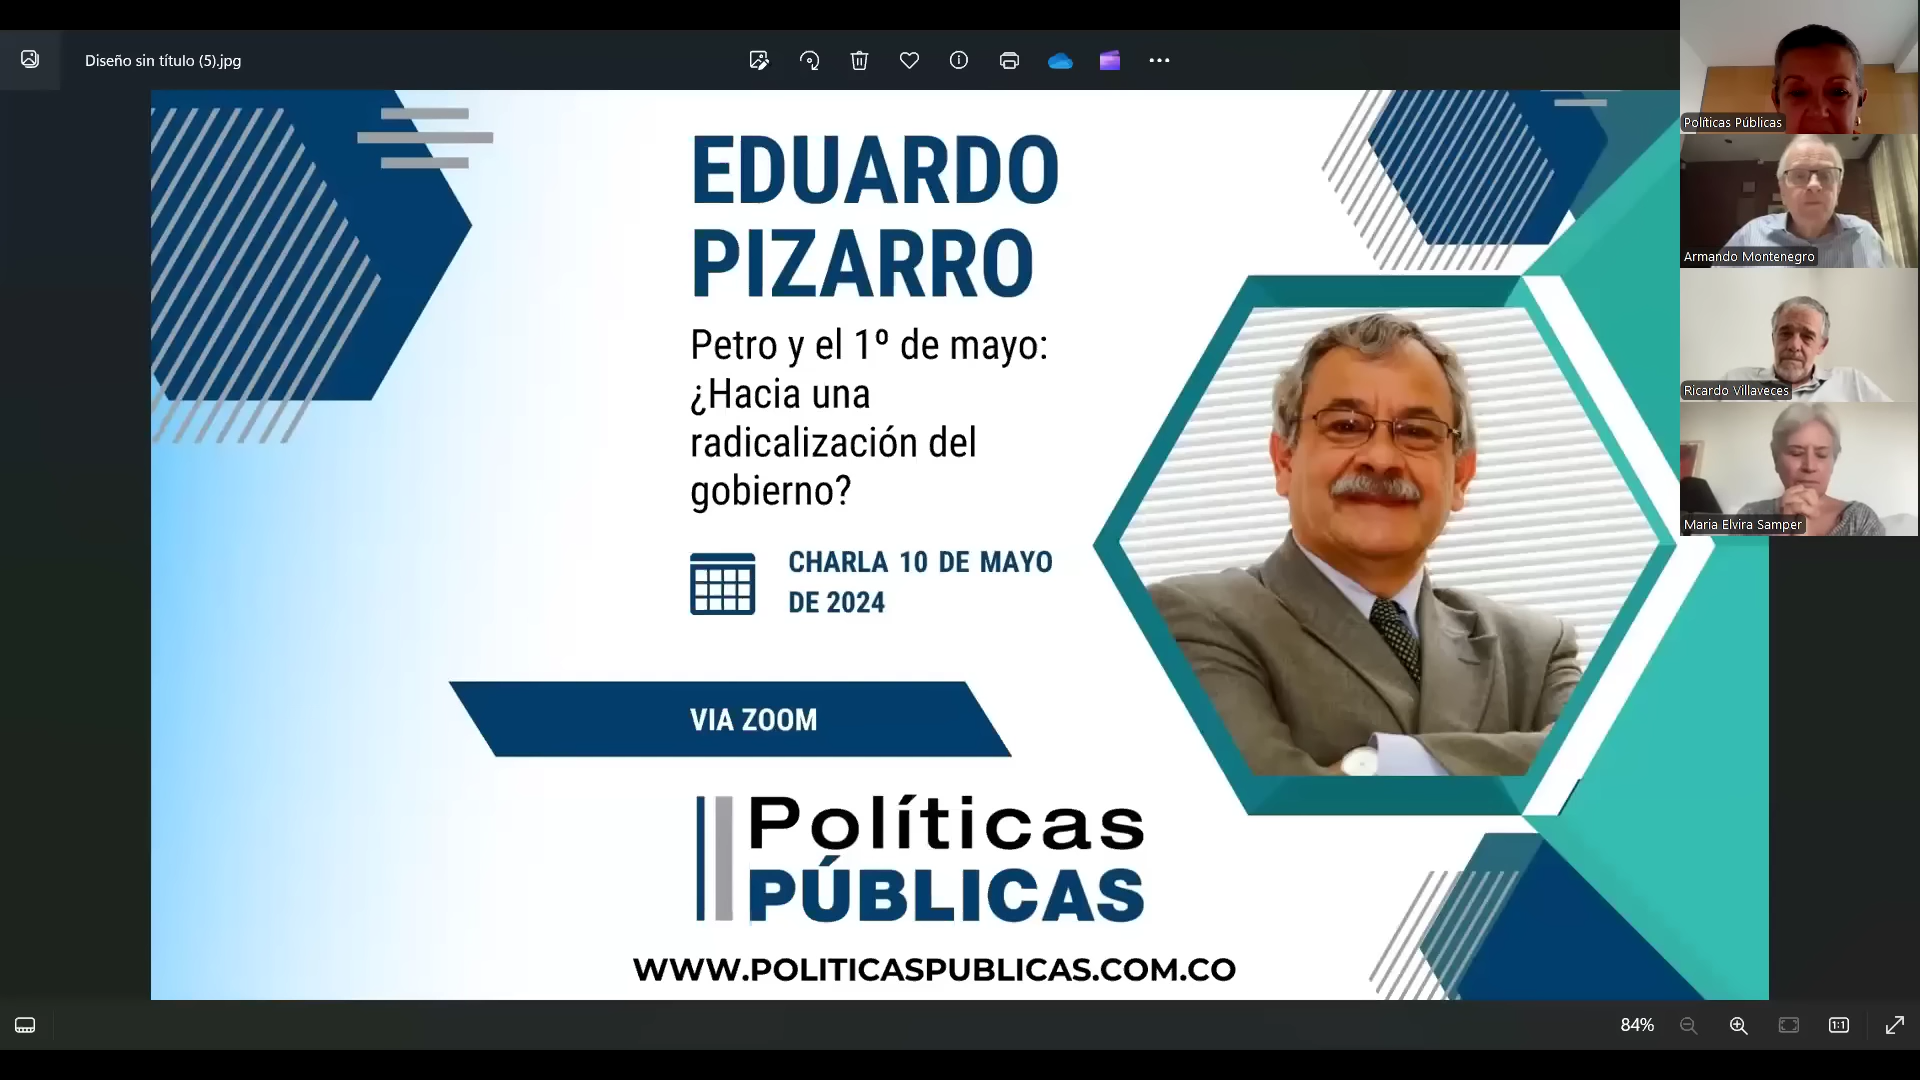 Diseño sin título (5).jpg
EDUARDO
PIZARRO
Petro y el 1º de mayo:
¿Hacia una
radicalización del
gobierno?
CHARLA 10 DE MAYO
DE 2024
VIA ZOOM
Políticas
PÚBLICAS
WWW.POLITICASPUBLICAS.COM.CO
Políticas Públicas
Armando Montenegro
Ricardo Villaveces
Maria Elvira Samper
84%
1:1